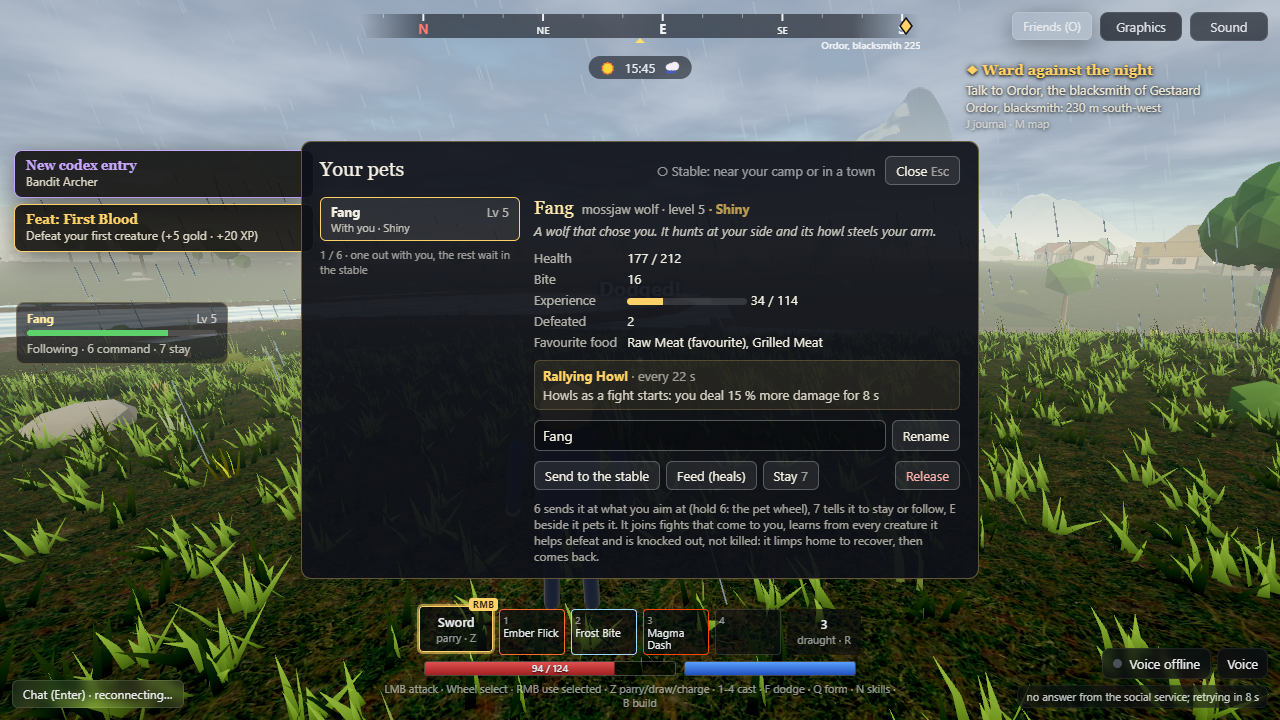 N
NE
E
SE
Ordor, blacksmith 225
15:45
Friends (O)
Graphics
Sound
Ward against the night
Talk to Ordor, the blacksmith of Gestaard
Ordor, blacksmith: 230 m south-west
J journal · M map
New codex entry
Bandit Archer
Feat: First Blood
Defeat your first creature (+5 gold · +20 XP)
Fang
Lv 5
Following · 6 command · 7 stay
Your pets
Stable: near your camp or in a town
Close Esc
Fang
Lv 5
With you · Shiny
1 / 6 · one out with you, the rest wait in
the stable
Fang mossjaw wolf · level 5 · Shiny
A wolf that chose you. It hunts at your side and its howl steels your arm.
Health 177 / 212
Bite 16
Dodged!
Experience 34 / 114
Defeated 2
Favourite food Raw Meat (favourite), Grilled Meat
Rallying Howl · every 22 s
Howls as a fight starts: you deal 15 % more damage for 8 s
Fang
Rename
Send to the stable
Feed (heals)
Stay 7
Release
6 sends it at what you aim at (hold 6: the pet wheel), 7 tells it to stay or follow, E
beside it pets it. It joins fights that come to you, learns from every creature it
helps defeat and is knocked out, not killed: it limps home to recover, then
comes back.
RMB
Sword
parry · Z
1
Ember Flick
2
Frost Bite
3
Magma
Dash
4
3
draught · R
94 / 124
LMB attack · Wheel select · RMB use selected · Z parry/draw/charge · 1-4 cast · F dodge · Q form · N skills ·
B build
Chat (Enter) · reconnecting...
Voice offline
Voice
no answer from the social service; retrying in 8 s